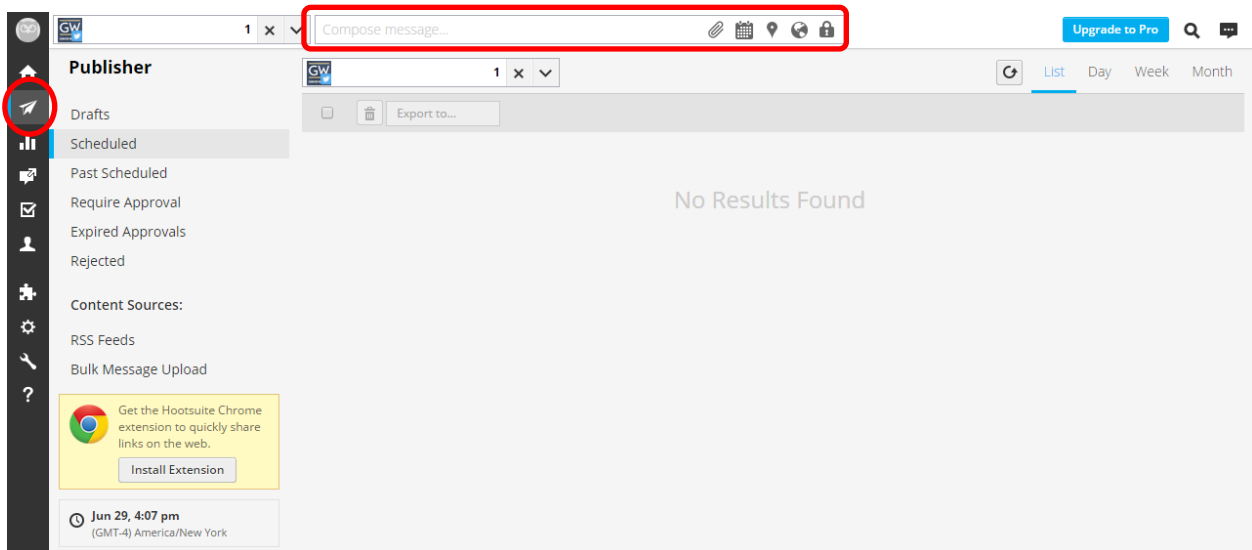 GW 1 Compose message... Upgrade to Pro
Publisher
GW 1 List Day Week Month
Drafts
Export to...
Scheduled
Past Scheduled
Require Approval
No Results Found
Expired Approvals
Rejected
Content Sources:
RSS Feeds
Bulk Message Upload
?
Get the Hootsuite Chrome
extension to quickly share
links on the web.
Install Extension
Jun 29, 4:07 pm
(GMT-4) America/New York